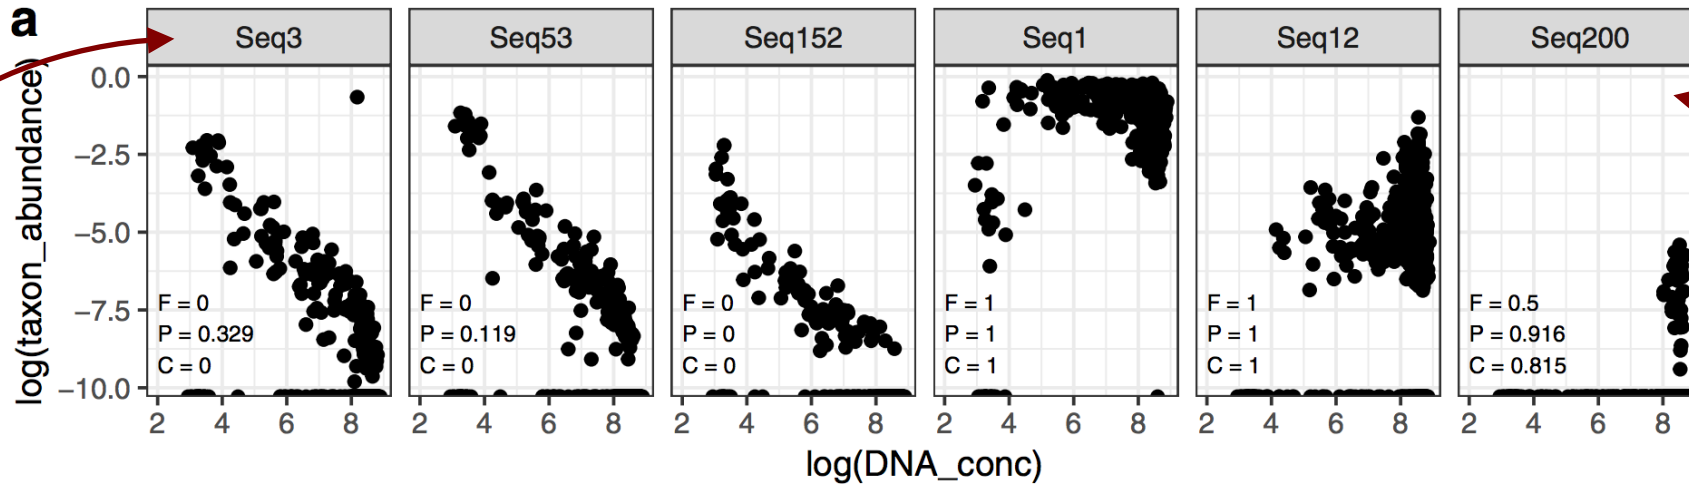 a
Seq3 Seq53 Seq152 Seq1 Seq12 Seq200
log(taxon_abundance)
0.0
−2.5
−5.0
−7.5
−10.0
F = 0 F = 0 F = 0 F = 1 F = 1 F = 0.5
P = 0.329 P = 0.119 P = 0 P = 1 P = 1 P = 0.916
C = 0 C = 0 C = 0 C = 1 C = 1 C = 0.815
2 4 6 8 2 4 6 8 2 4 6 8 2 4 6 8 2 4 6 8 2 4 6 8
log(DNA_conc)